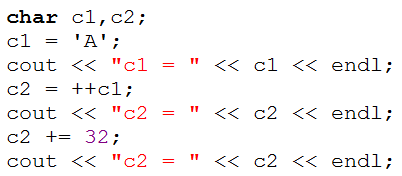 char c1,c2;
c1 = 'A';
cout << "c1 = " << c1 << endl;
c2 = ++c1;
cout << "c2 = " << c2 << endl;
c2 += 32;
cout << "c2 = " << c2 << endl;